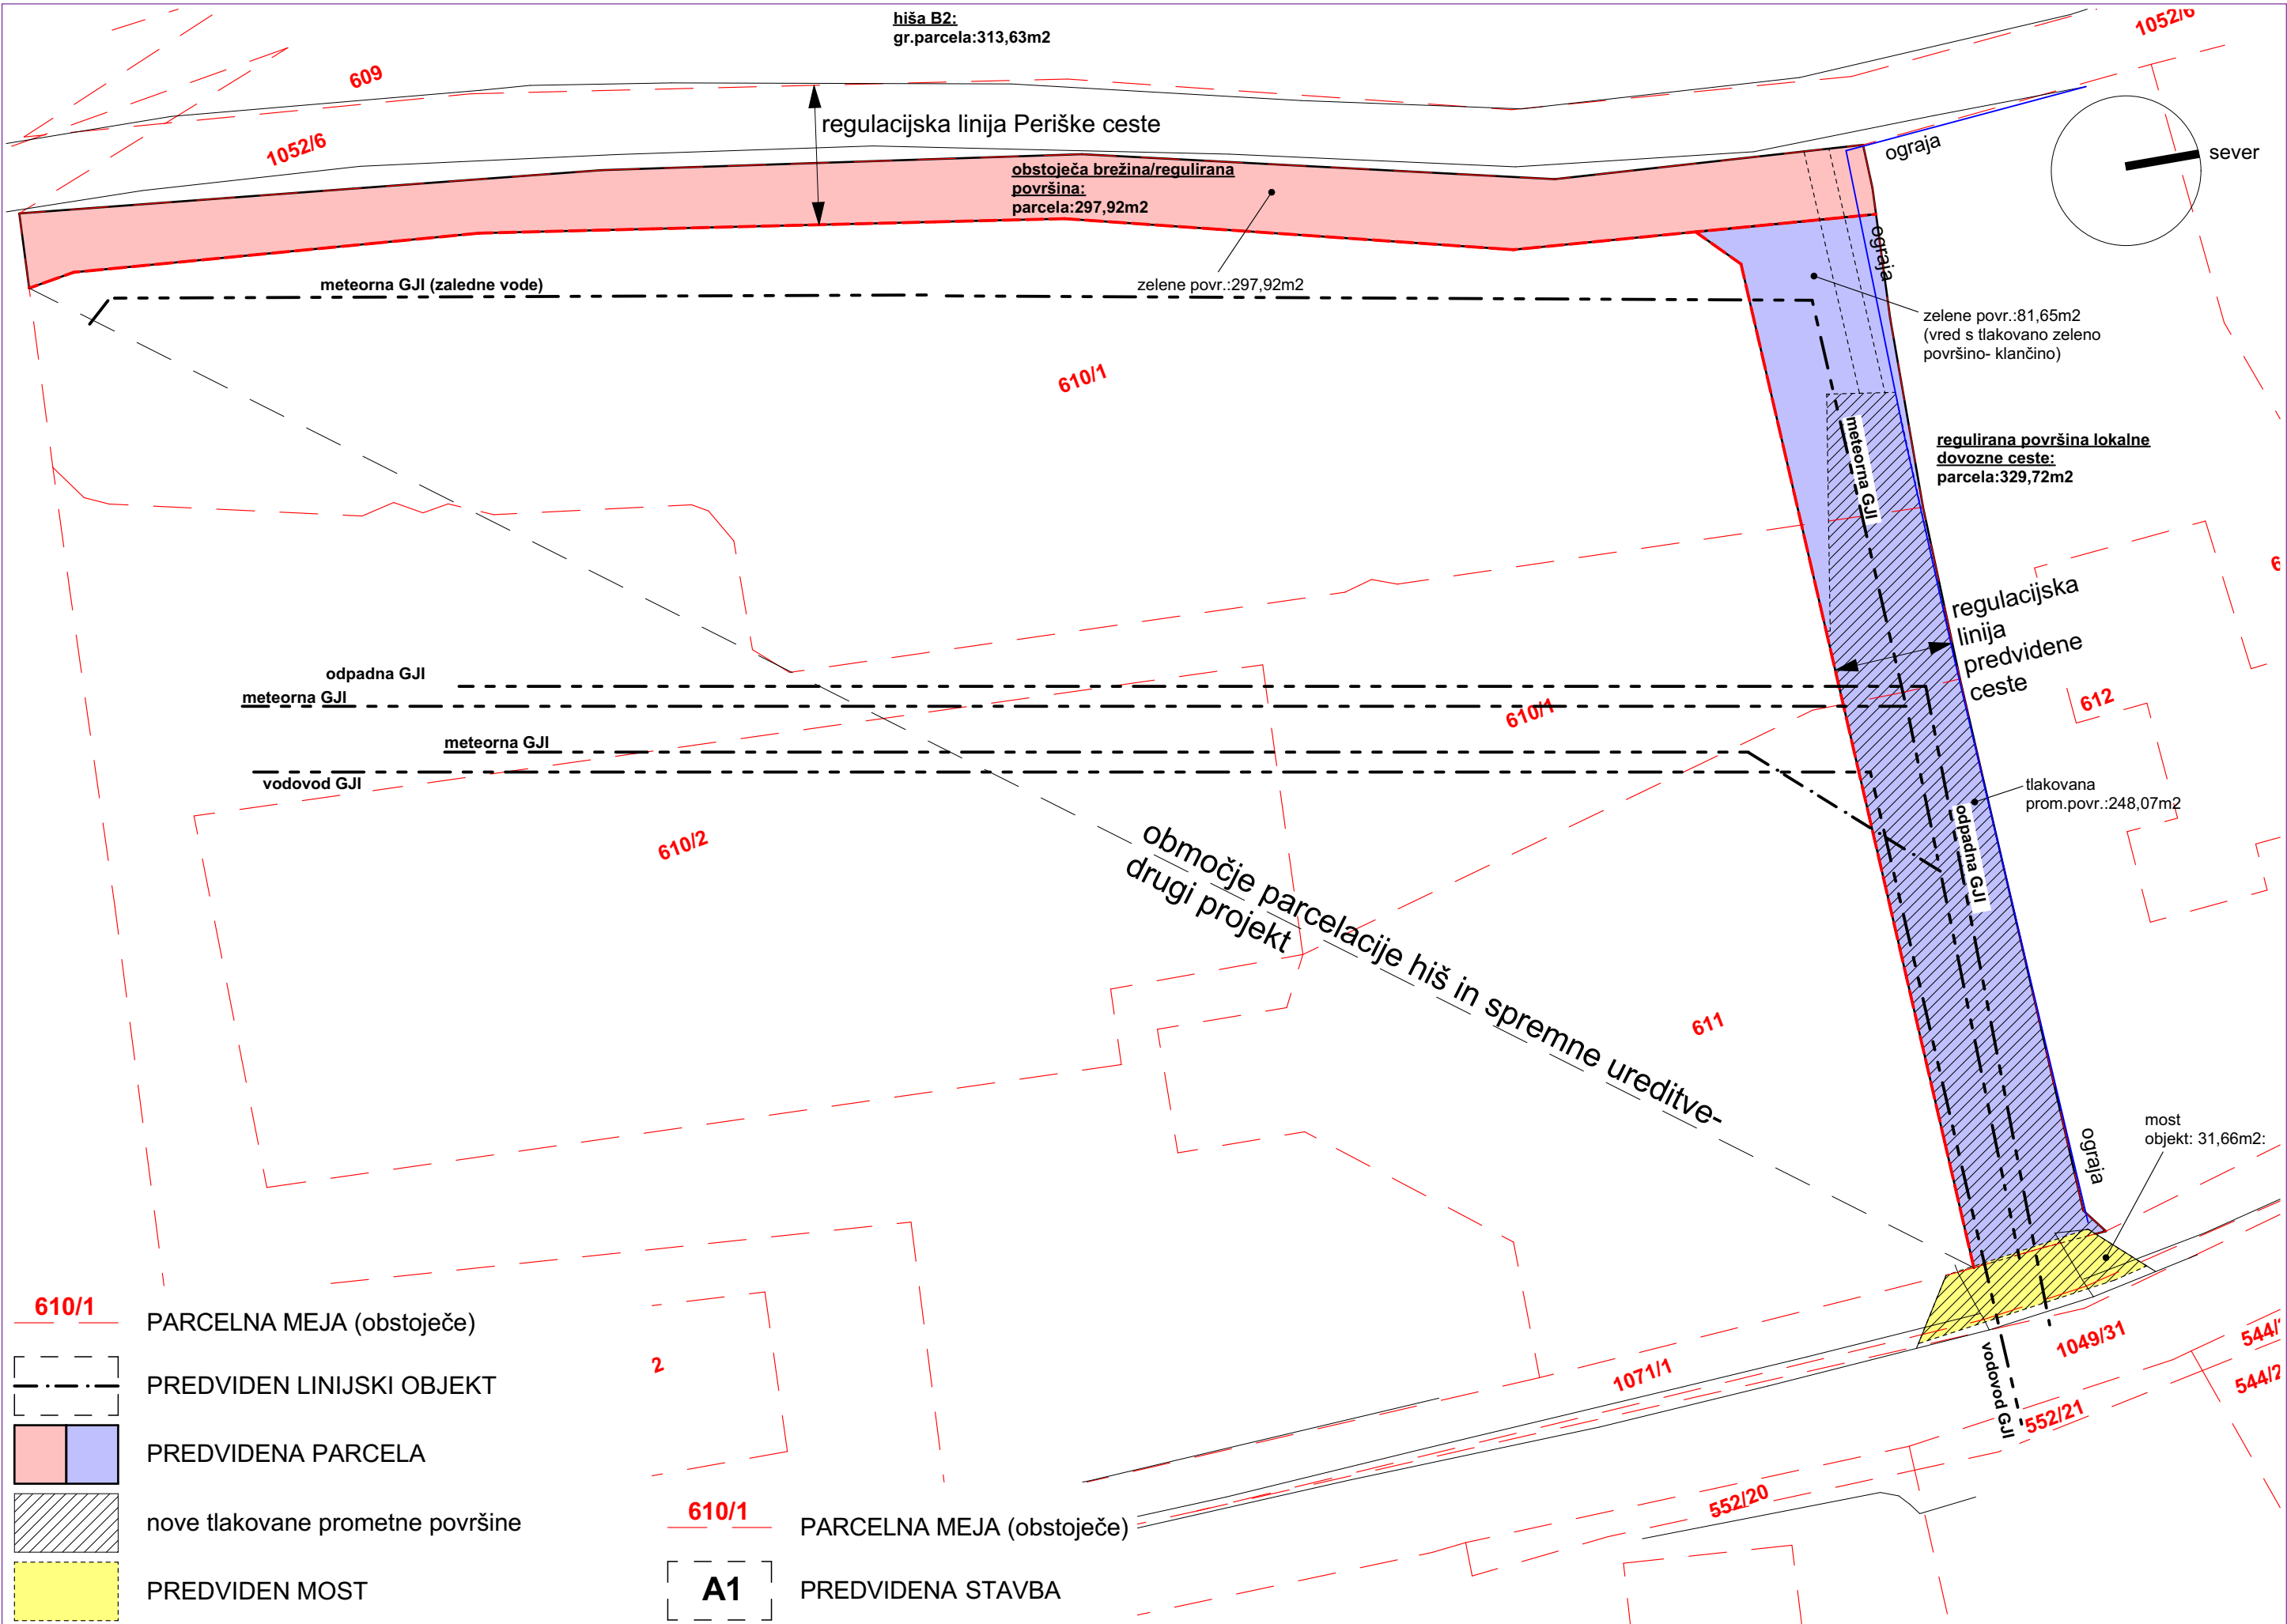 hiša B2:
gr.parcela:313,63m2
1052/6
609
1052/6
regulacijska linija Periške ceste
ograja
sever
obstoječa brežina/regulirana
površina:
parcela:297,92m2
ograja
meteorna GJI (zaledne vode)
zelene povr.:297,92m2
zelene povr.:81,65m2
(vred s tlakovano zeleno
površino- klančino)
610/1
meteorna GJI
regulirana površina lokalne
dovozne ceste:
parcela:329,72m2
regulacijska
linija
predvidene
ceste
odpadna GJI
meteorna GJI
610/1
612
meteorna GJI
vodovod GJI
tlakovana
prom.povr.:248,07m2
odpadna GJI
610/2
območje parcelacije hiš in spremne ureditve-
drugi projekt
611
most
objekt: 31,66m2:
ograja
610/1
PARCELNA MEJA (obstoječe)
2
1071/1
1049/31
vodovod GJI
552/21
544/2
PREDVIDEN LINIJSKI OBJEKT
PREDVIDENA PARCELA
nove tlakovane prometne površine
PREDVIDEN MOST
552/20
610/1
PARCELNA MEJA (obstoječe)
A1
PREDVIDENA STAVBA